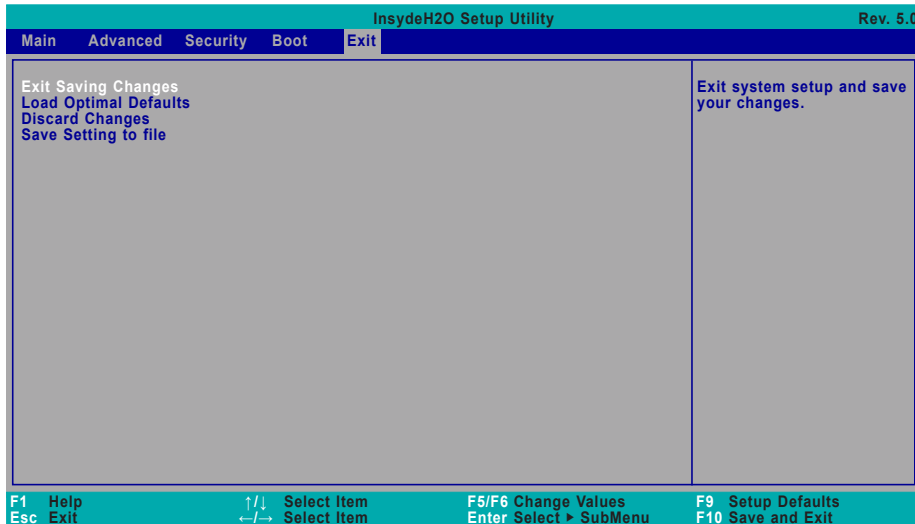 InsydeH2O Setup Utility Rev. 5.0
Main Advanced Security Boot Exit
Exit Saving Changes
Load Optimal Defaults
Discard Changes
Save Setting to file
Exit system setup and save
your changes.
F1 Help ↑/↓ Select Item F5/F6 Change Values F9 Setup Defaults
Esc Exit ←/→ Select Item Enter Select ▸ SubMenu F10 Save and Exit